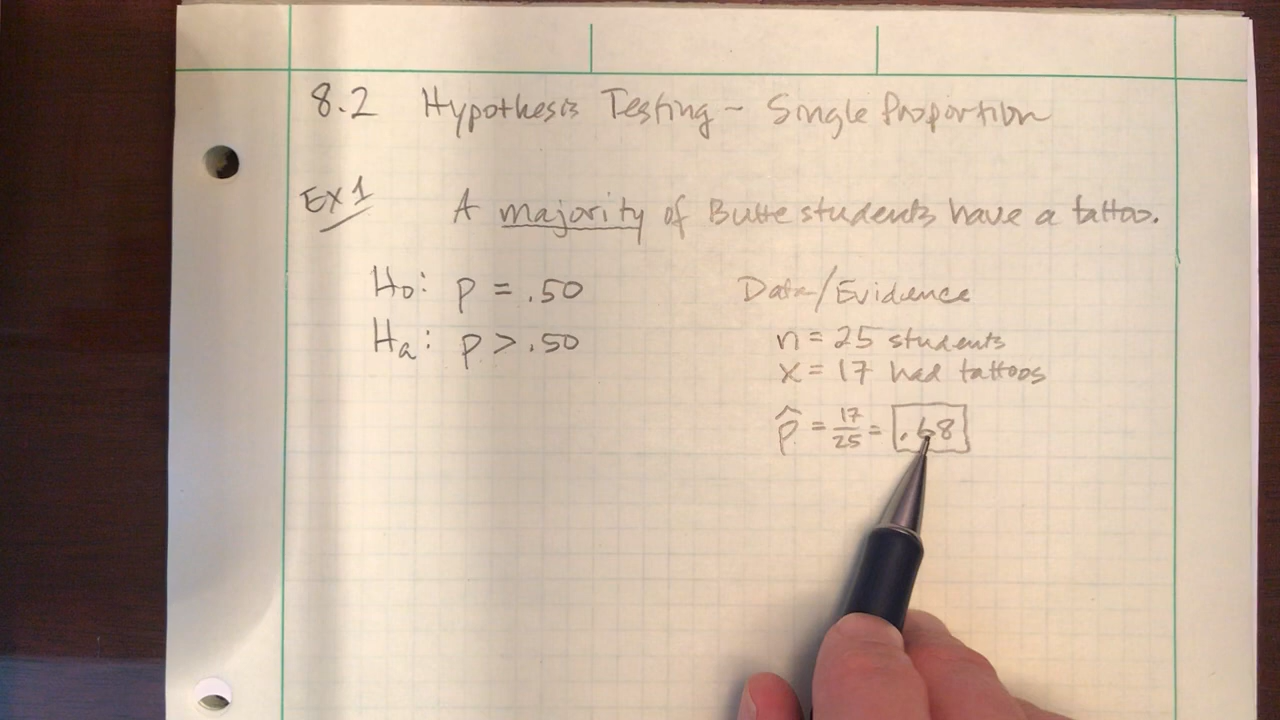 8.2 Hypothesis Testing - Single Proportion
Ex 1 A majority of Butte students have a tattoo.
H₀: p = .50
Hₐ: p > .50
Data/Evidence
n = 25 students
x = 17 had tattoos
p̂ = 17/25 = .68